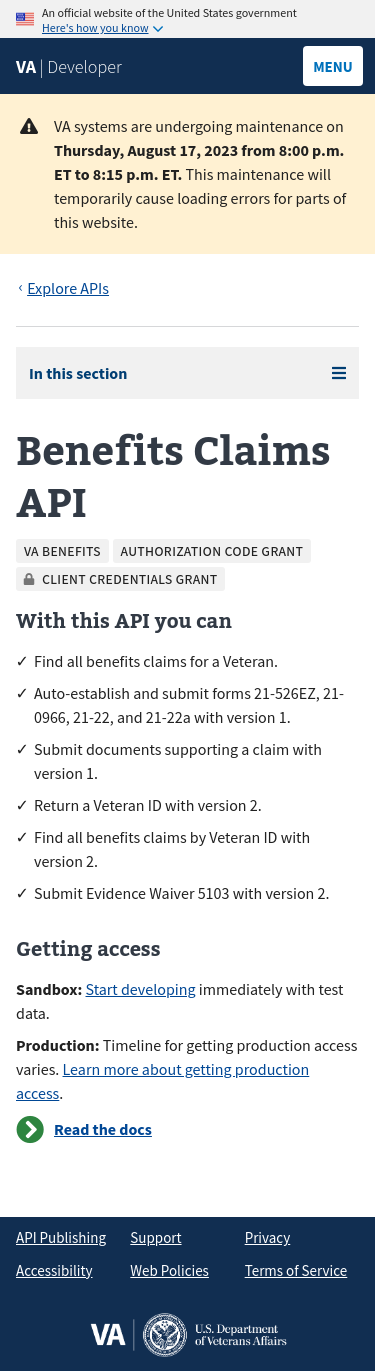 An official website of the United States government
Here's how you know
VA | Developer
MENU
VA systems are undergoing maintenance on
Thursday, August 17, 2023 from 8:00 p.m.
ET to 8:15 p.m. ET. This maintenance will
temporarily cause loading errors for parts of
this website.
‹ Explore APIs
In this section
Benefits Claims
API
VA BENEFITS AUTHORIZATION CODE GRANT
CLIENT CREDENTIALS GRANT
With this API you can
✓ Find all benefits claims for a Veteran.
✓ Auto-establish and submit forms 21-526EZ, 21-
0966, 21-22, and 21-22a with version 1.
✓ Submit documents supporting a claim with
version 1.
✓ Return a Veteran ID with version 2.
✓ Find all benefits claims by Veteran ID with
version 2.
✓ Submit Evidence Waiver 5103 with version 2.
Getting access
Sandbox: Start developing immediately with test
data.
Production: Timeline for getting production access
varies. Learn more about getting production
access.
Read the docs
API Publishing Support Privacy
Accessibility Web Policies Terms of Service
VA | U.S. Department
of Veterans Affairs